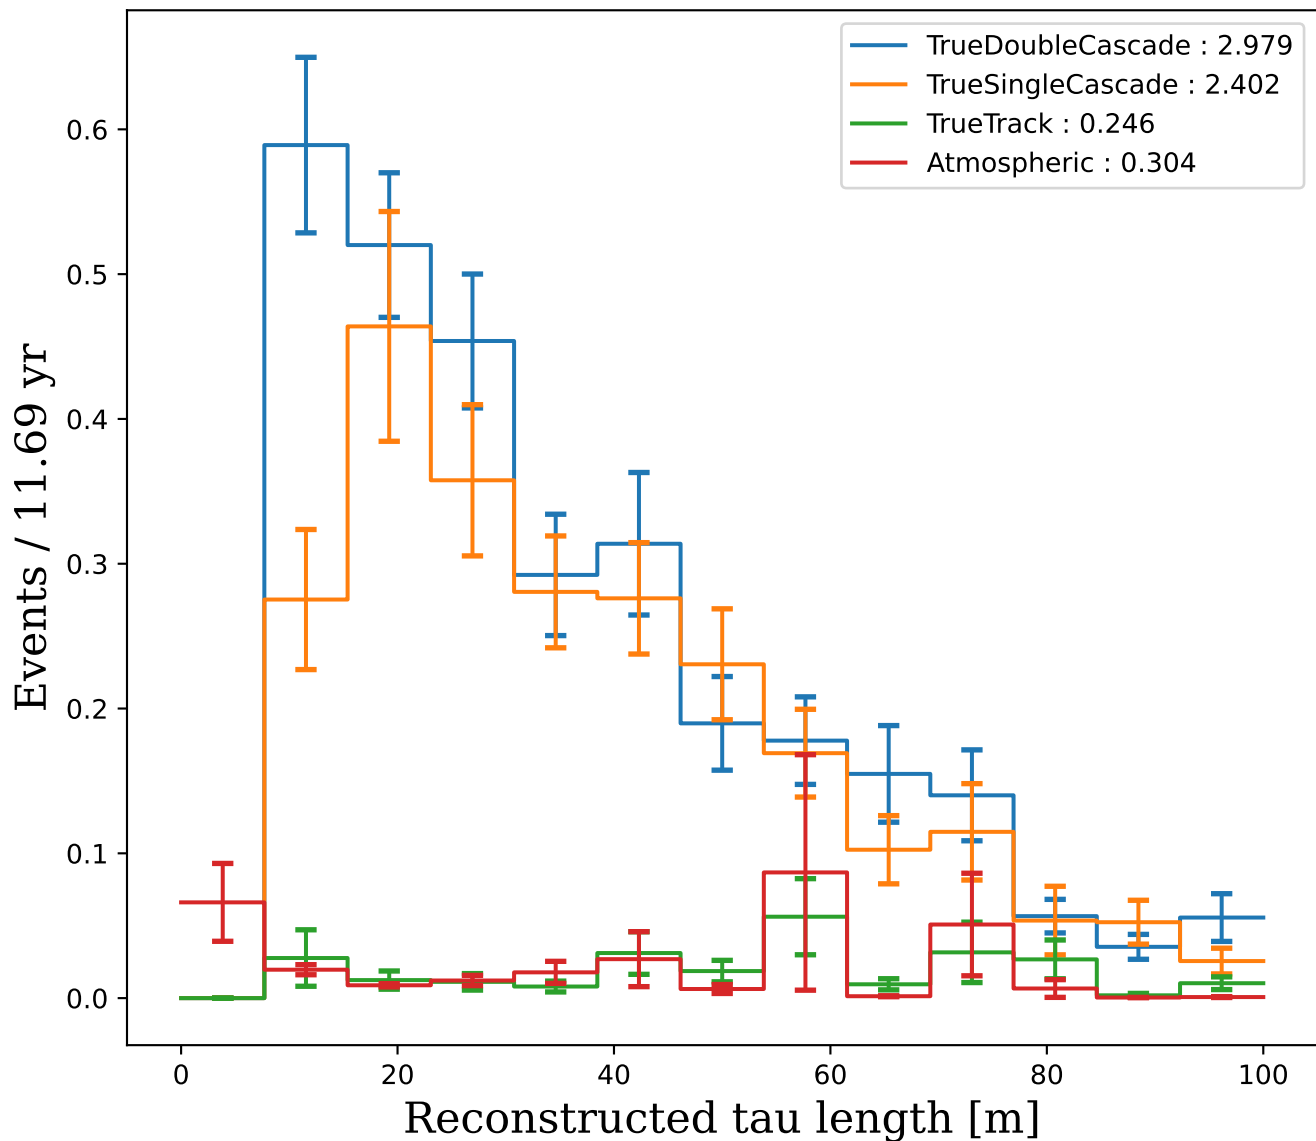 TrueDoubleCascade : 2.979
TrueSingleCascade : 2.402
TrueTrack : 0.246
Atmospheric : 0.304
Events / 11.69 yr
0.6
0.5
0.4
0.3
0.2
0.1
0.0
0 20 40 60 80 100
Reconstructed tau length [m]